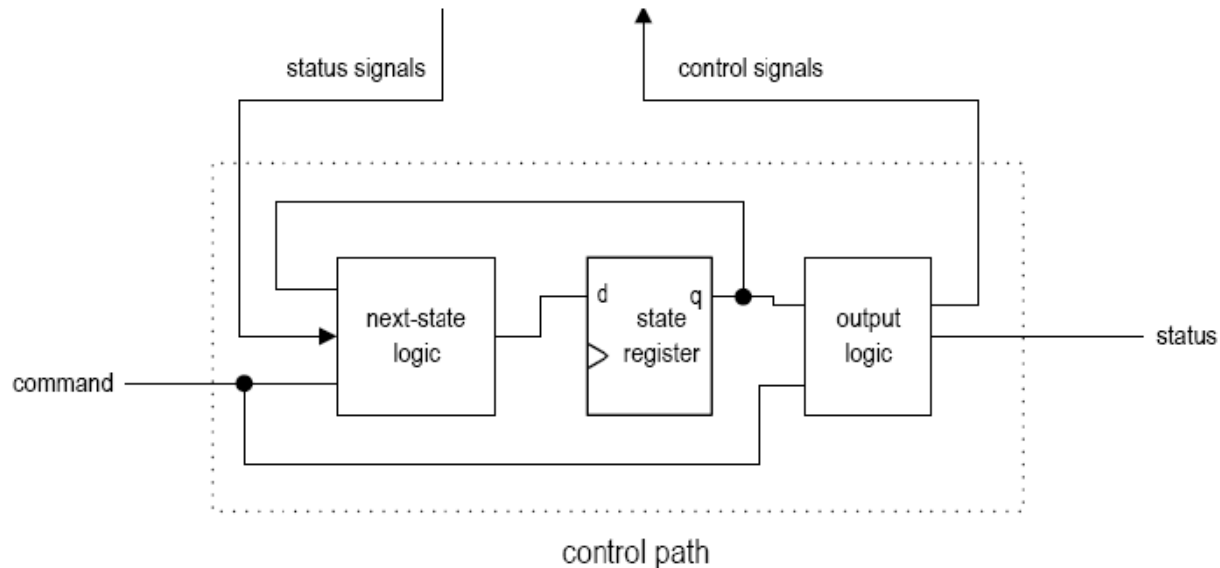 status signals
control signals
next-state
logic
d
q
state
register
output
logic
status
command
control path